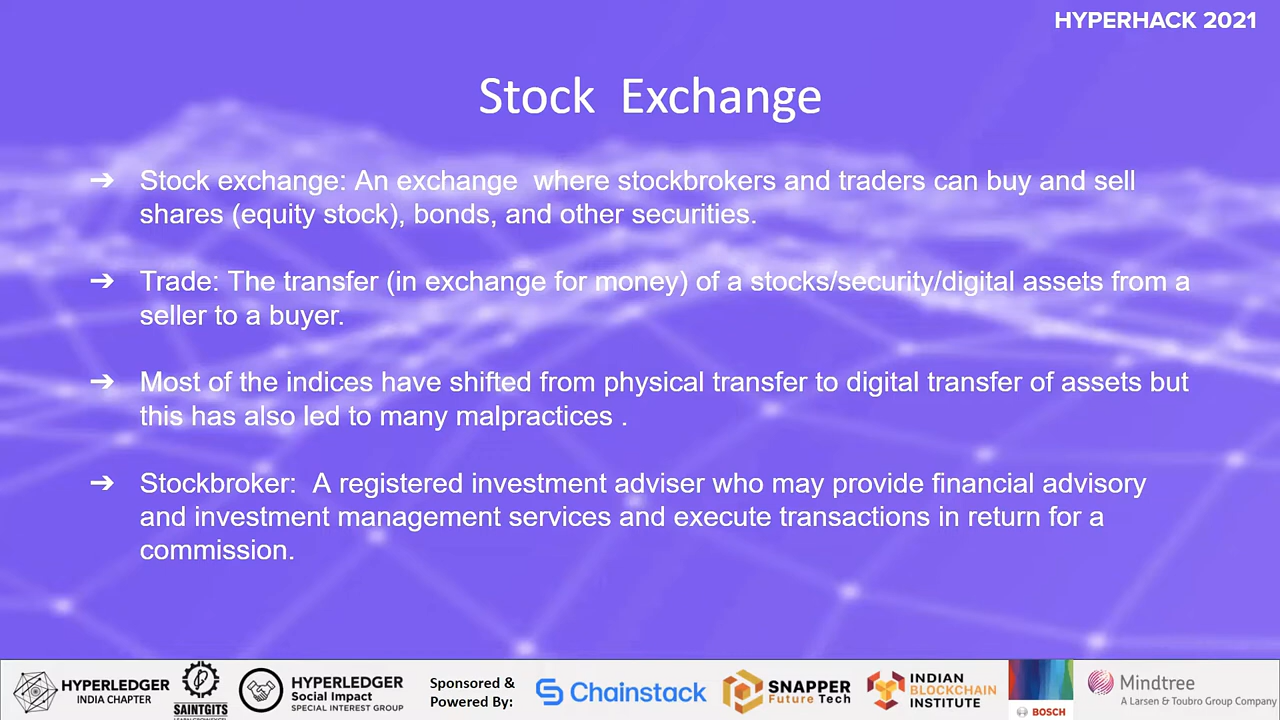 HYPERHACK 2021
Stock Exchange
➔ Stock exchange: An exchange where stockbrokers and traders can buy and sell
shares (equity stock), bonds, and other securities.
➔ Trade: The transfer (in exchange for money) of a stocks/security/digital assets from a
seller to a buyer.
➔ Most of the indices have shifted from physical transfer to digital transfer of assets but
this has also led to many malpractices .
➔ Stockbroker: A registered investment adviser who may provide financial advisory
and investment management services and execute transactions in return for a
commission.
HYPERLEDGER
INDIA CHAPTER
SAINTGITS
HYPERLEDGER
Social Impact
SPECIAL INTEREST GROUP
Sponsored &
Powered By:
Chainstack
SNAPPER
Future Tech
INDIAN
BLOCKCHAIN
INSTITUTE
BOSCH
Mindtree
A Larsen & Toubro Group Company